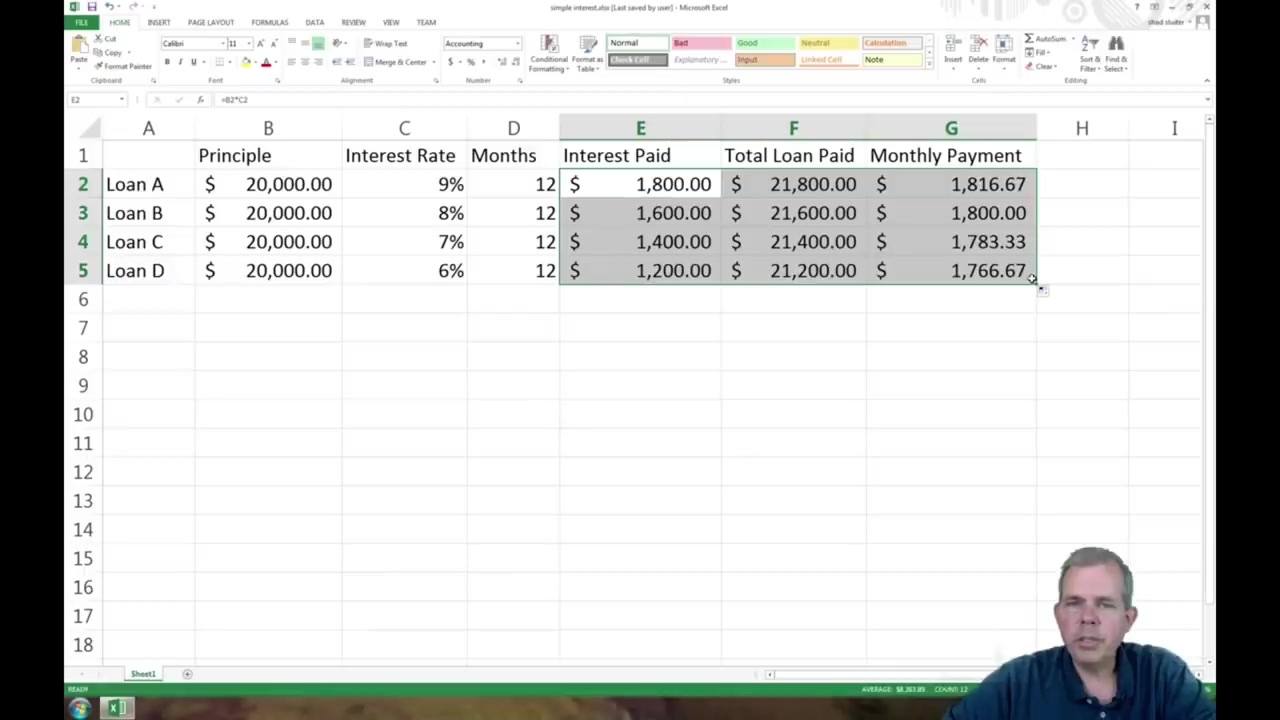 simple interest.xlsx [Last saved by user] - Microsoft Excel
FILE HOME INSERT PAGE LAYOUT FORMULAS DATA REVIEW VIEW TEAM
shad sluiter
Paste
Cut
Copy
Format Painter
Clipboard
Calibri 11
B I U
Font
Wrap Text
Merge & Center
Alignment
Accounting
$ % ,
Number
Conditional Formatting
Format as Table
Normal Bad Good Neutral Calculation
Check Cell Explanatory ... Input Linked Cell Note
Styles
Insert Delete Format
Cells
AutoSum
Fill
Clear
Sort & Filter
Find & Select
Editing
E2 fx =B2*C2
A B C D E F G H I
1 Principle Interest Rate Months Interest Paid Total Loan Paid Monthly Payment
2 Loan A $ 20,000.00 9% 12 $ 1,800.00 $ 21,800.00 $ 1,816.67
3 Loan B $ 20,000.00 8% 12 $ 1,600.00 $ 21,600.00 $ 1,800.00
4 Loan C $ 20,000.00 7% 12 $ 1,400.00 $ 21,400.00 $ 1,783.33
5 Loan D $ 20,000.00 6% 12 $ 1,200.00 $ 21,200.00 $ 1,766.67
6
7
8
9
10
11
12
13
14
15
16
17
18
Sheet1
READY
AVERAGE: $8,263.89 COUNT: 12